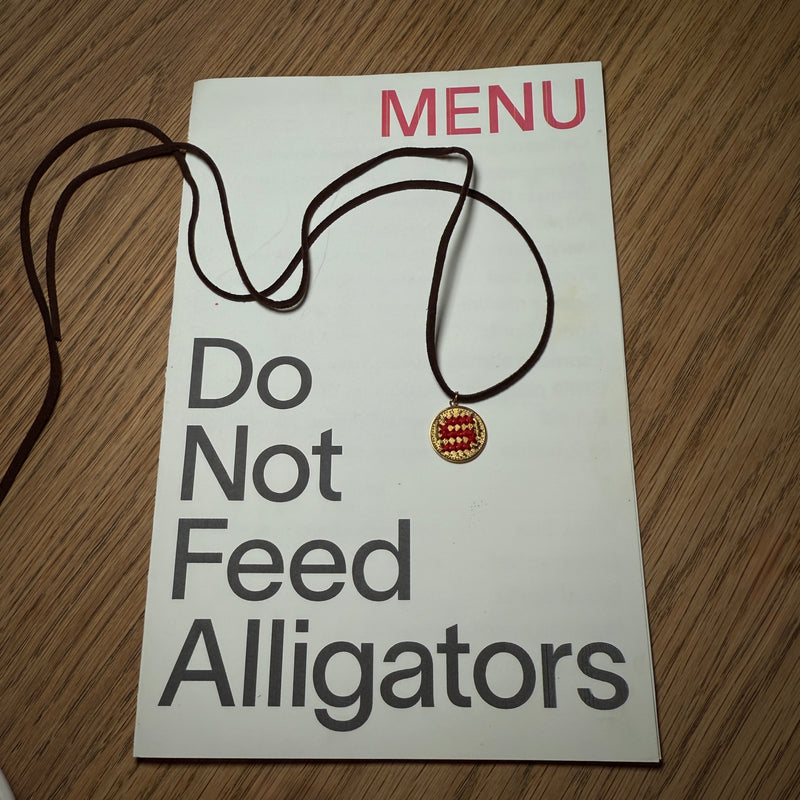 MENU
Do
Not
Feed
Alligators